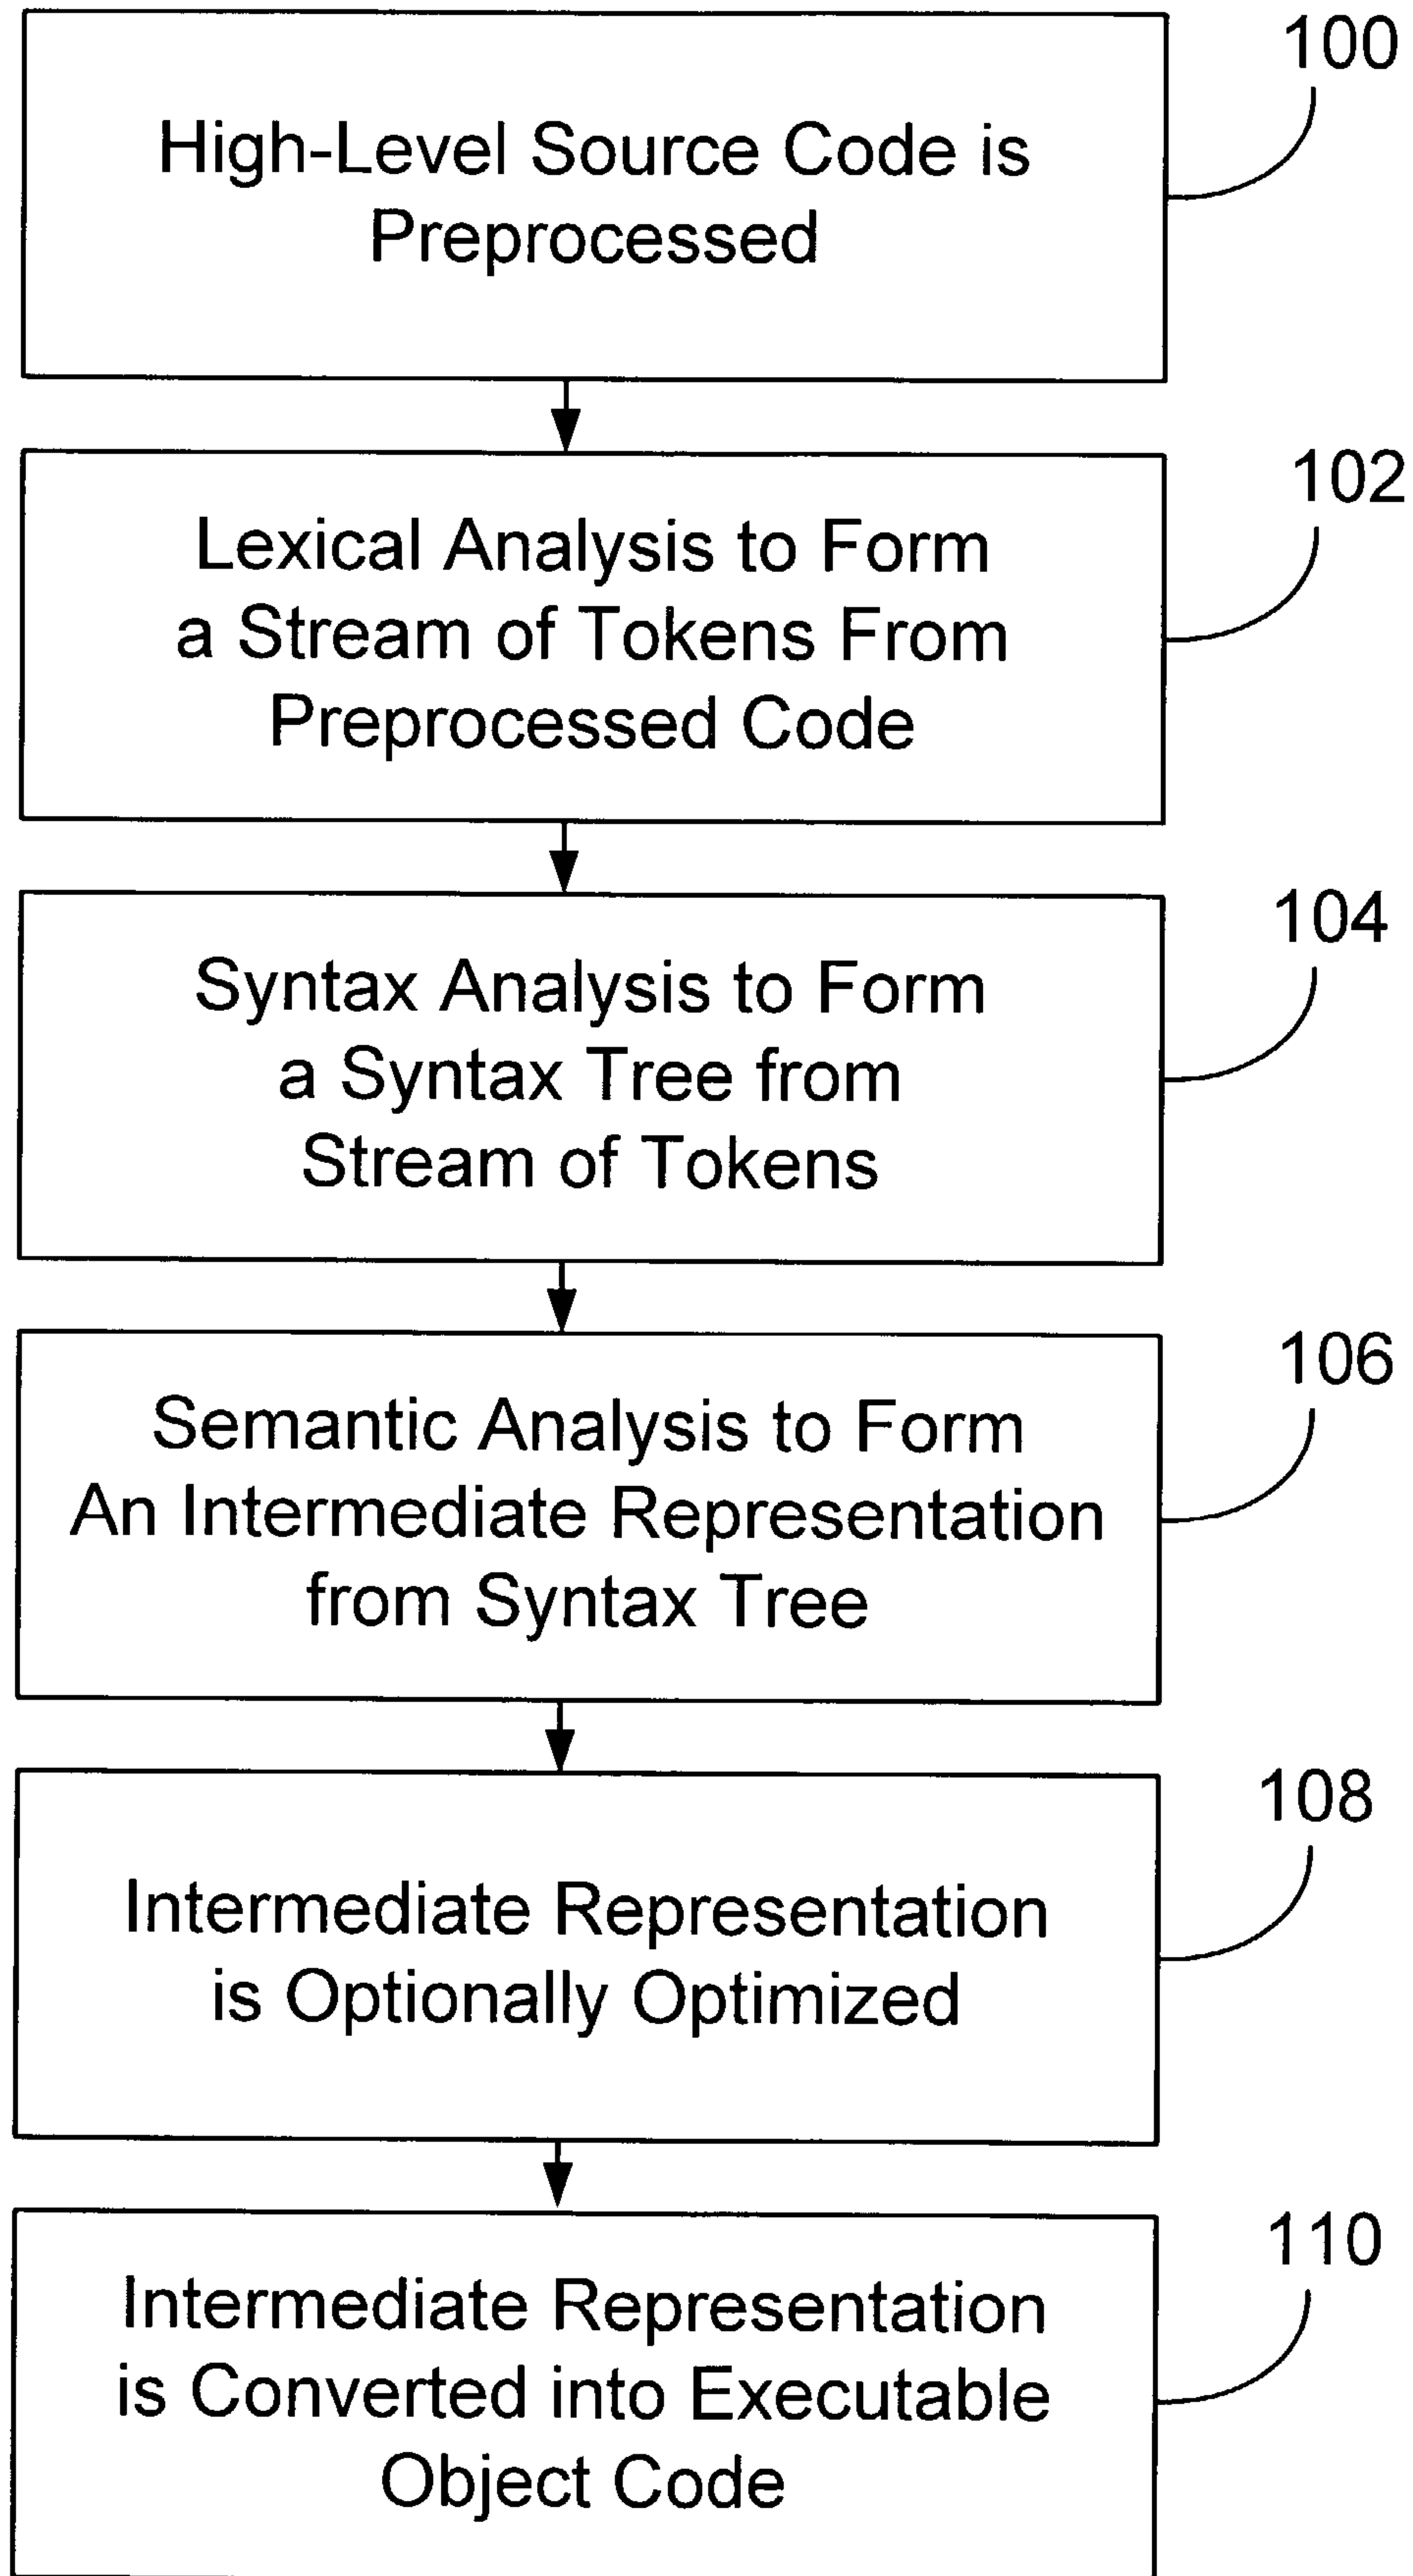 100
High-Level Source Code is
Preprocessed
102
Lexical Analysis to Form
a Stream of Tokens From
Preprocessed Code
104
Syntax Analysis to Form
a Syntax Tree from
Stream of Tokens
106
Semantic Analysis to Form
An Intermediate Representation
from Syntax Tree
108
Intermediate Representation
is Optionally Optimized
110
Intermediate Representation
is Converted into Executable
Object Code